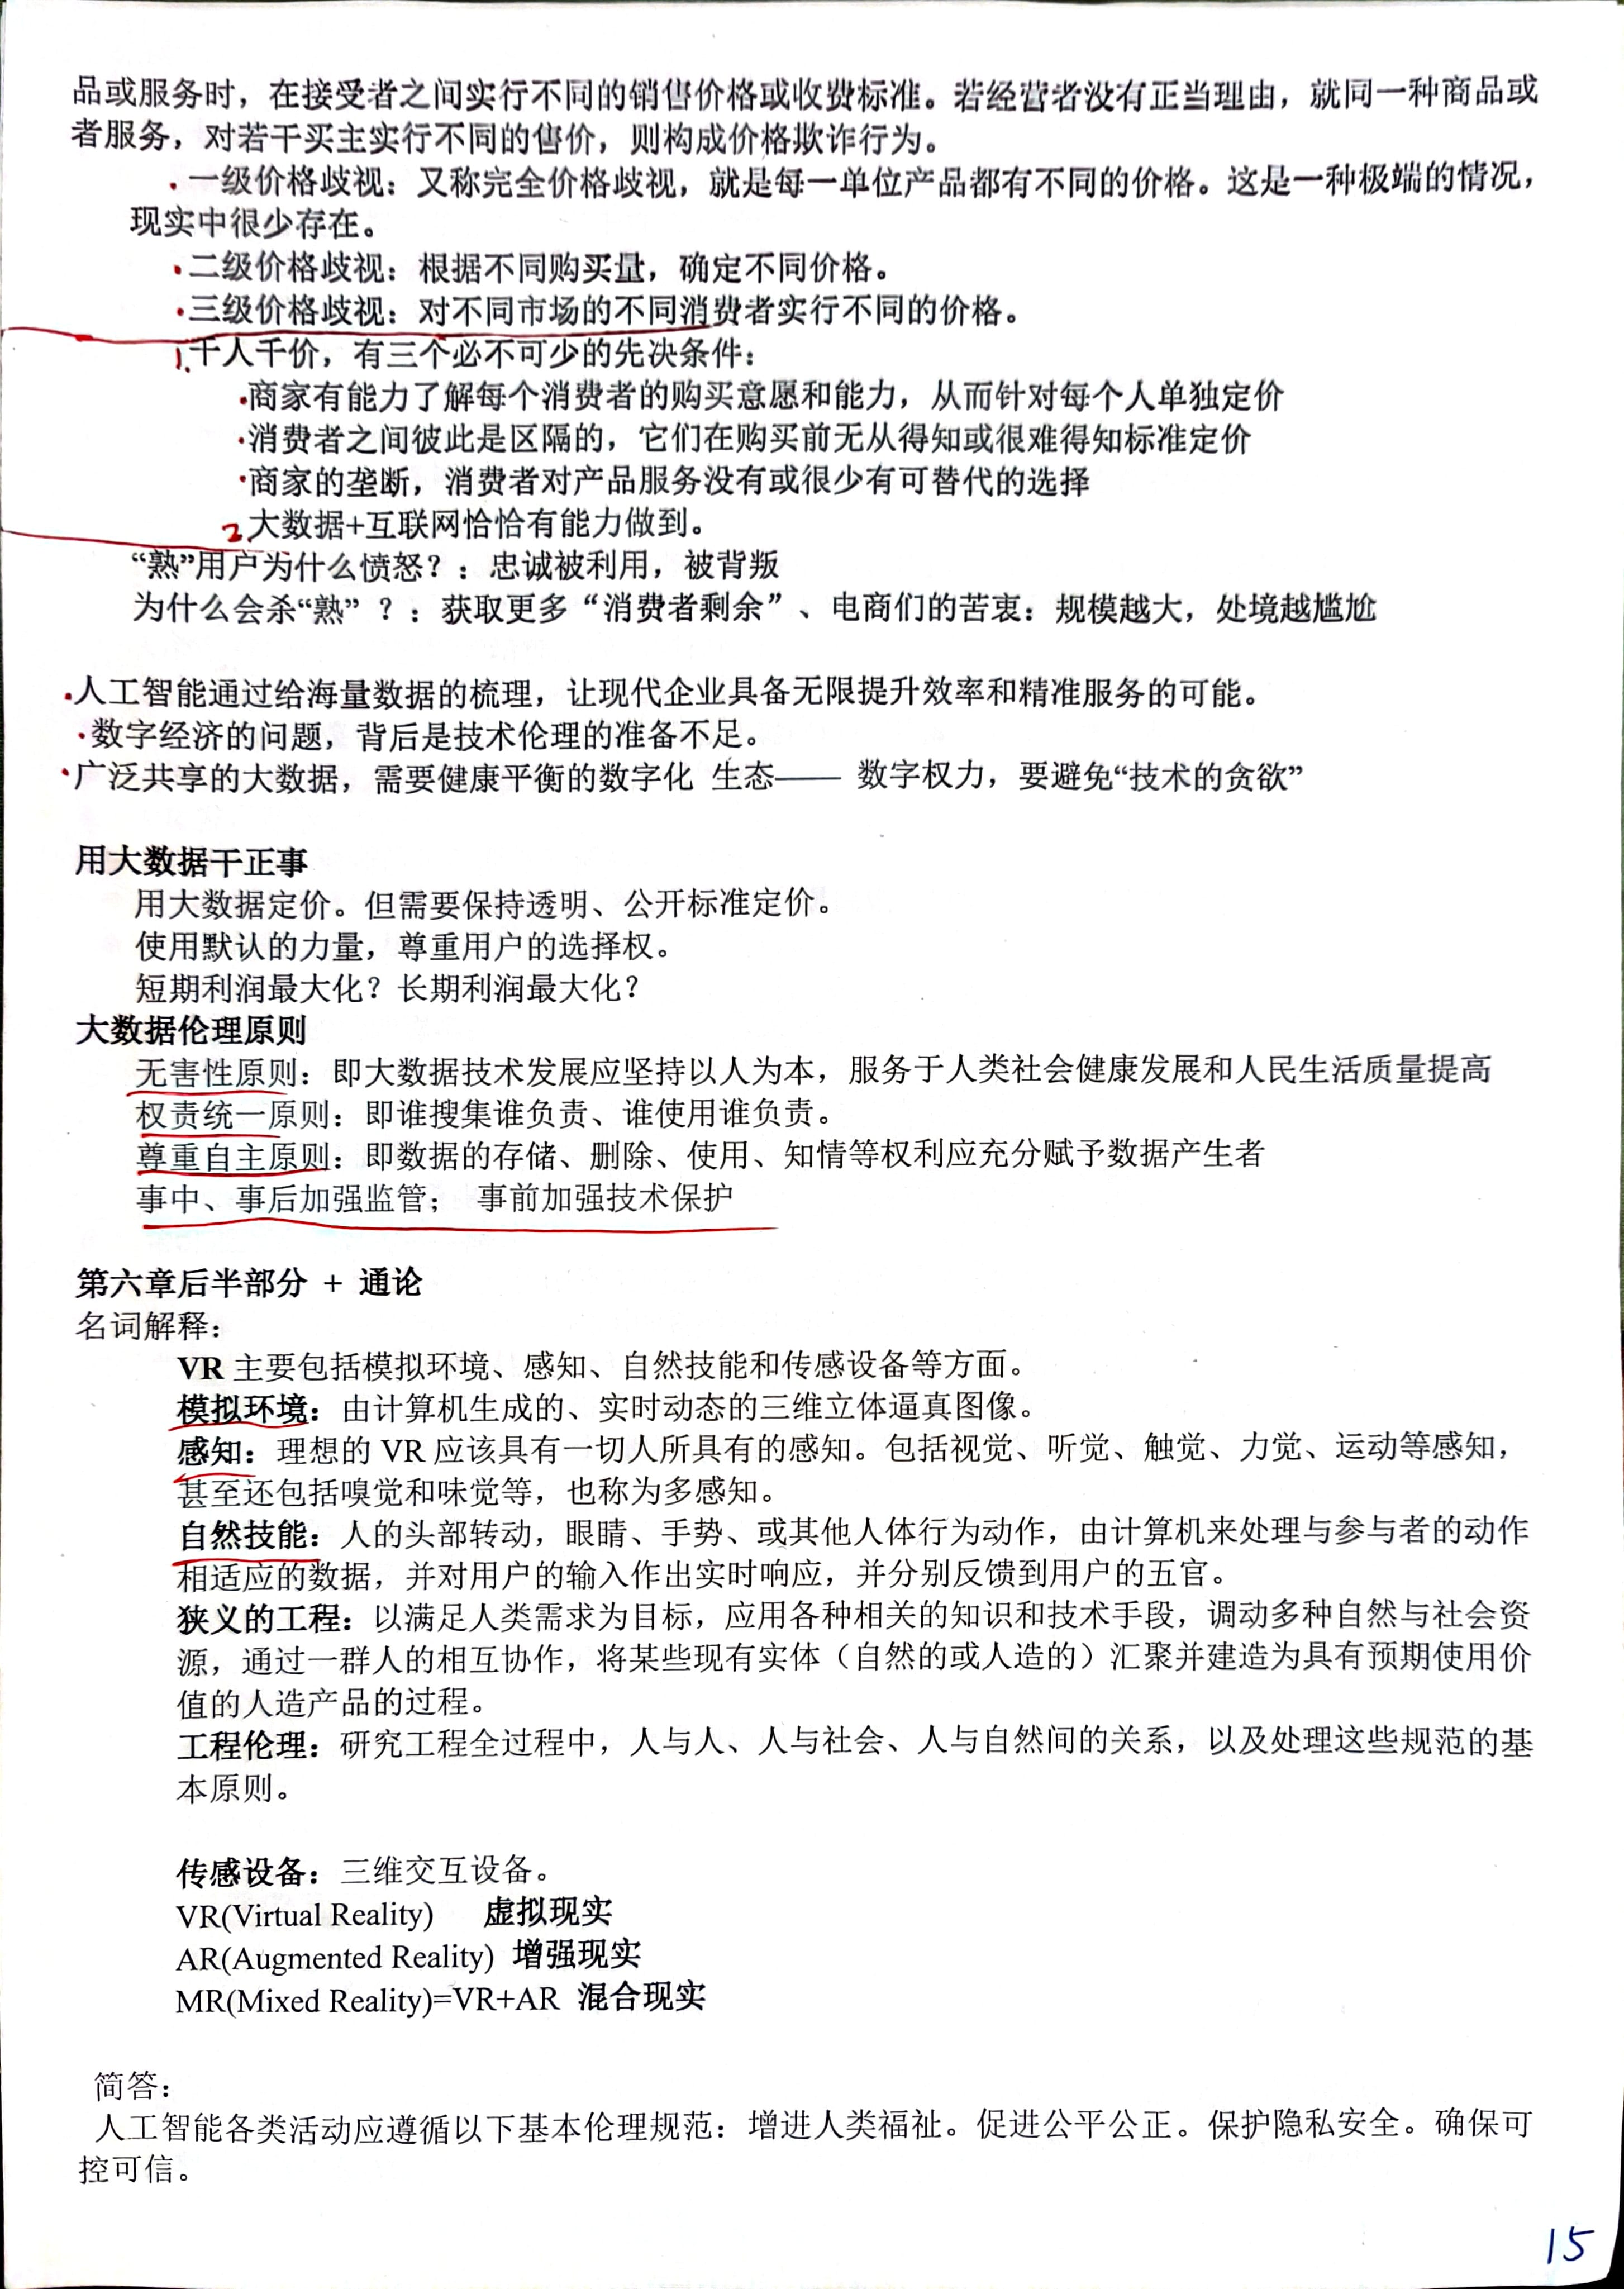 品或服务时，在接受者之间实行不同的销售价格或收费标准。若经营者没有正当理由，就同一种商品或
者服务，对若干买主实行不同的售价，则构成价格欺诈行为。
·一级价格歧视：又称完全价格歧视，就是每一单位产品都有不同的价格。这是一种极端的情况，
现实中很少存在。
·二级价格歧视：根据不同购买量，确定不同价格。
·三级价格歧视：对不同市场的不同消费者实行不同的价格。
1.千人千价，有三个必不可少的先决条件：
·商家有能力了解每个消费者的购买意愿和能力，从而针对每个人单独定价
·消费者之间彼此是区隔的，它们在购买前无从得知或很难得知标准定价
·商家的垄断，消费者对产品服务没有或很少有可替代的选择
2.大数据+互联网恰恰有能力做到。
“熟”用户为什么愤怒？：忠诚被利用，被背叛
为什么会杀“熟”？：获取更多“消费者剩余”、电商们的苦衷：规模越大，处境越尴尬
·人工智能通过给海量数据的梳理，让现代企业具备无限提升效率和精准服务的可能。
·数字经济的问题，背后是技术伦理的准备不足。
·广泛共享的大数据，需要健康平衡的数字化 生态—— 数字权力，要避免“技术的贪欲”
用大数据干正事
用大数据定价。但需要保持透明、公开标准定价。
使用默认的力量，尊重用户的选择权。
短期利润最大化？长期利润最大化？
大数据伦理原则
无害性原则：即大数据技术发展应坚持以人为本，服务于人类社会健康发展和人民生活质量提高
权责统一原则：即谁搜集谁负责、谁使用谁负责。
尊重自主原则：即数据的存储、删除、使用、知情等权利应充分赋予数据产生者
事中、事后加强监管； 事前加强技术保护
第六章后半部分 + 通论
名词解释：
VR 主要包括模拟环境、感知、自然技能和传感设备等方面。
模拟环境：由计算机生成的、实时动态的三维立体逼真图像。
感知：理想的 VR 应该具有一切人所具有的感知。包括视觉、听觉、触觉、力觉、运动等感知，
甚至还包括嗅觉和味觉等，也称为多感知。
自然技能：人的头部转动，眼睛、手势、或其他人体行为动作，由计算机来处理与参与者的动作
相适应的数据，并对用户的输入作出实时响应，并分别反馈到用户的五官。
狭义的工程：以满足人类需求为目标，应用各种相关的知识和技术手段，调动多种自然与社会资
源，通过一群人的相互协作，将某些现有实体（自然的或人造的）汇聚并建造为具有预期使用价
值的人造产品的过程。
工程伦理：研究工程全过程中，人与人、人与社会、人与自然间的关系，以及处理这些规范的基
本原则。
传感设备：三维交互设备。
VR(Virtual Reality) 虚拟现实
AR(Augmented Reality) 增强现实
MR(Mixed Reality)=VR+AR 混合现实
简答：
人工智能各类活动应遵循以下基本伦理规范：增进人类福祉。促进公平公正。保护隐私安全。确保可
控可信。
15